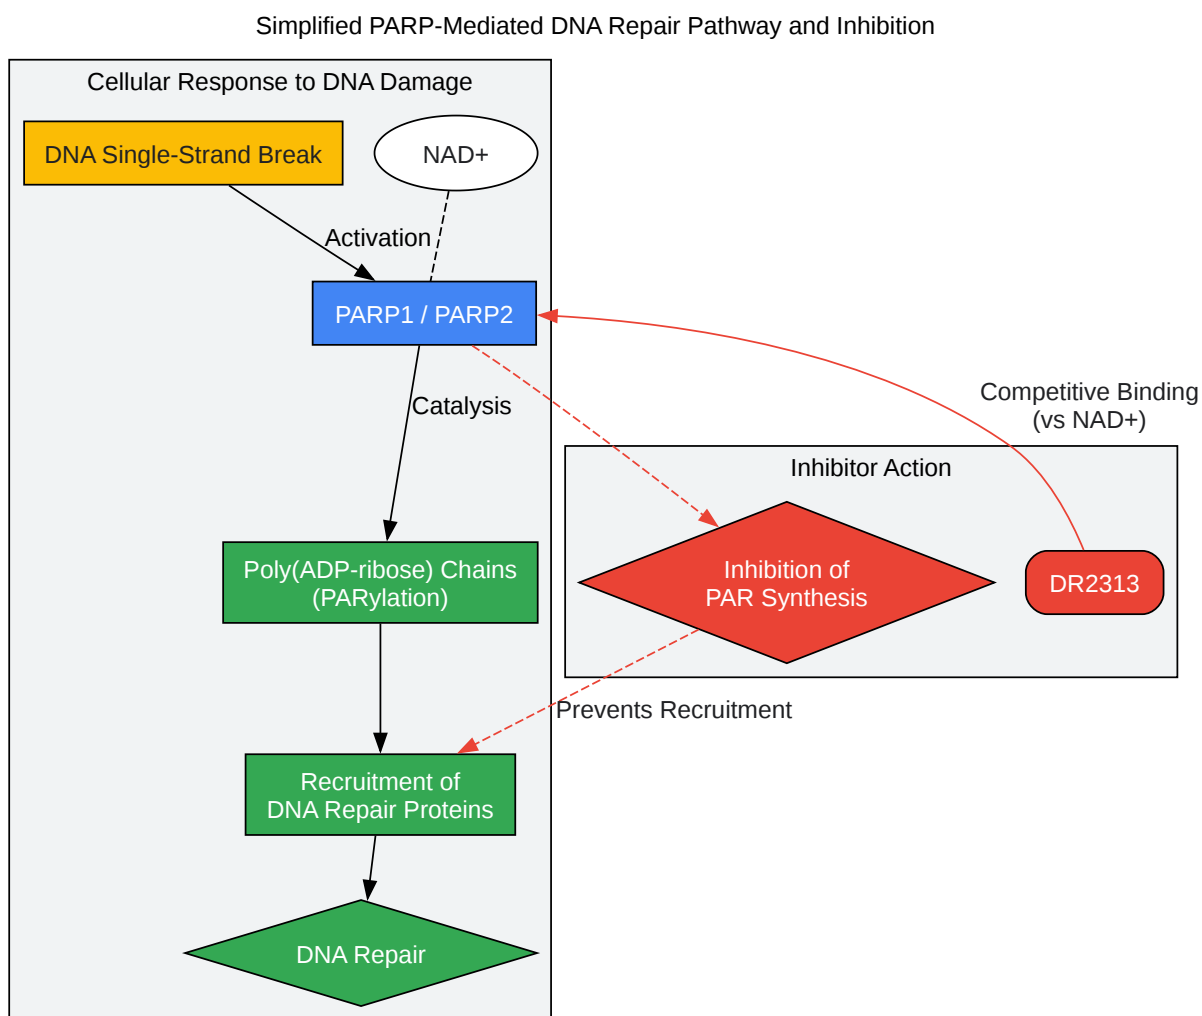 Simplified PARP-Mediated DNA Repair Pathway and Inhibition
Cellular Response to DNA Damage
DNA Single-Strand Break
NAD+
Activation
PARP1 / PARP2
Catalysis
Competitive Binding
(vs NAD+)
Inhibitor Action
Poly(ADP-ribose) Chains
(PARylation)
Inhibition of
PAR Synthesis
DR2313
Prevents Recruitment
Recruitment of
DNA Repair Proteins
DNA Repair